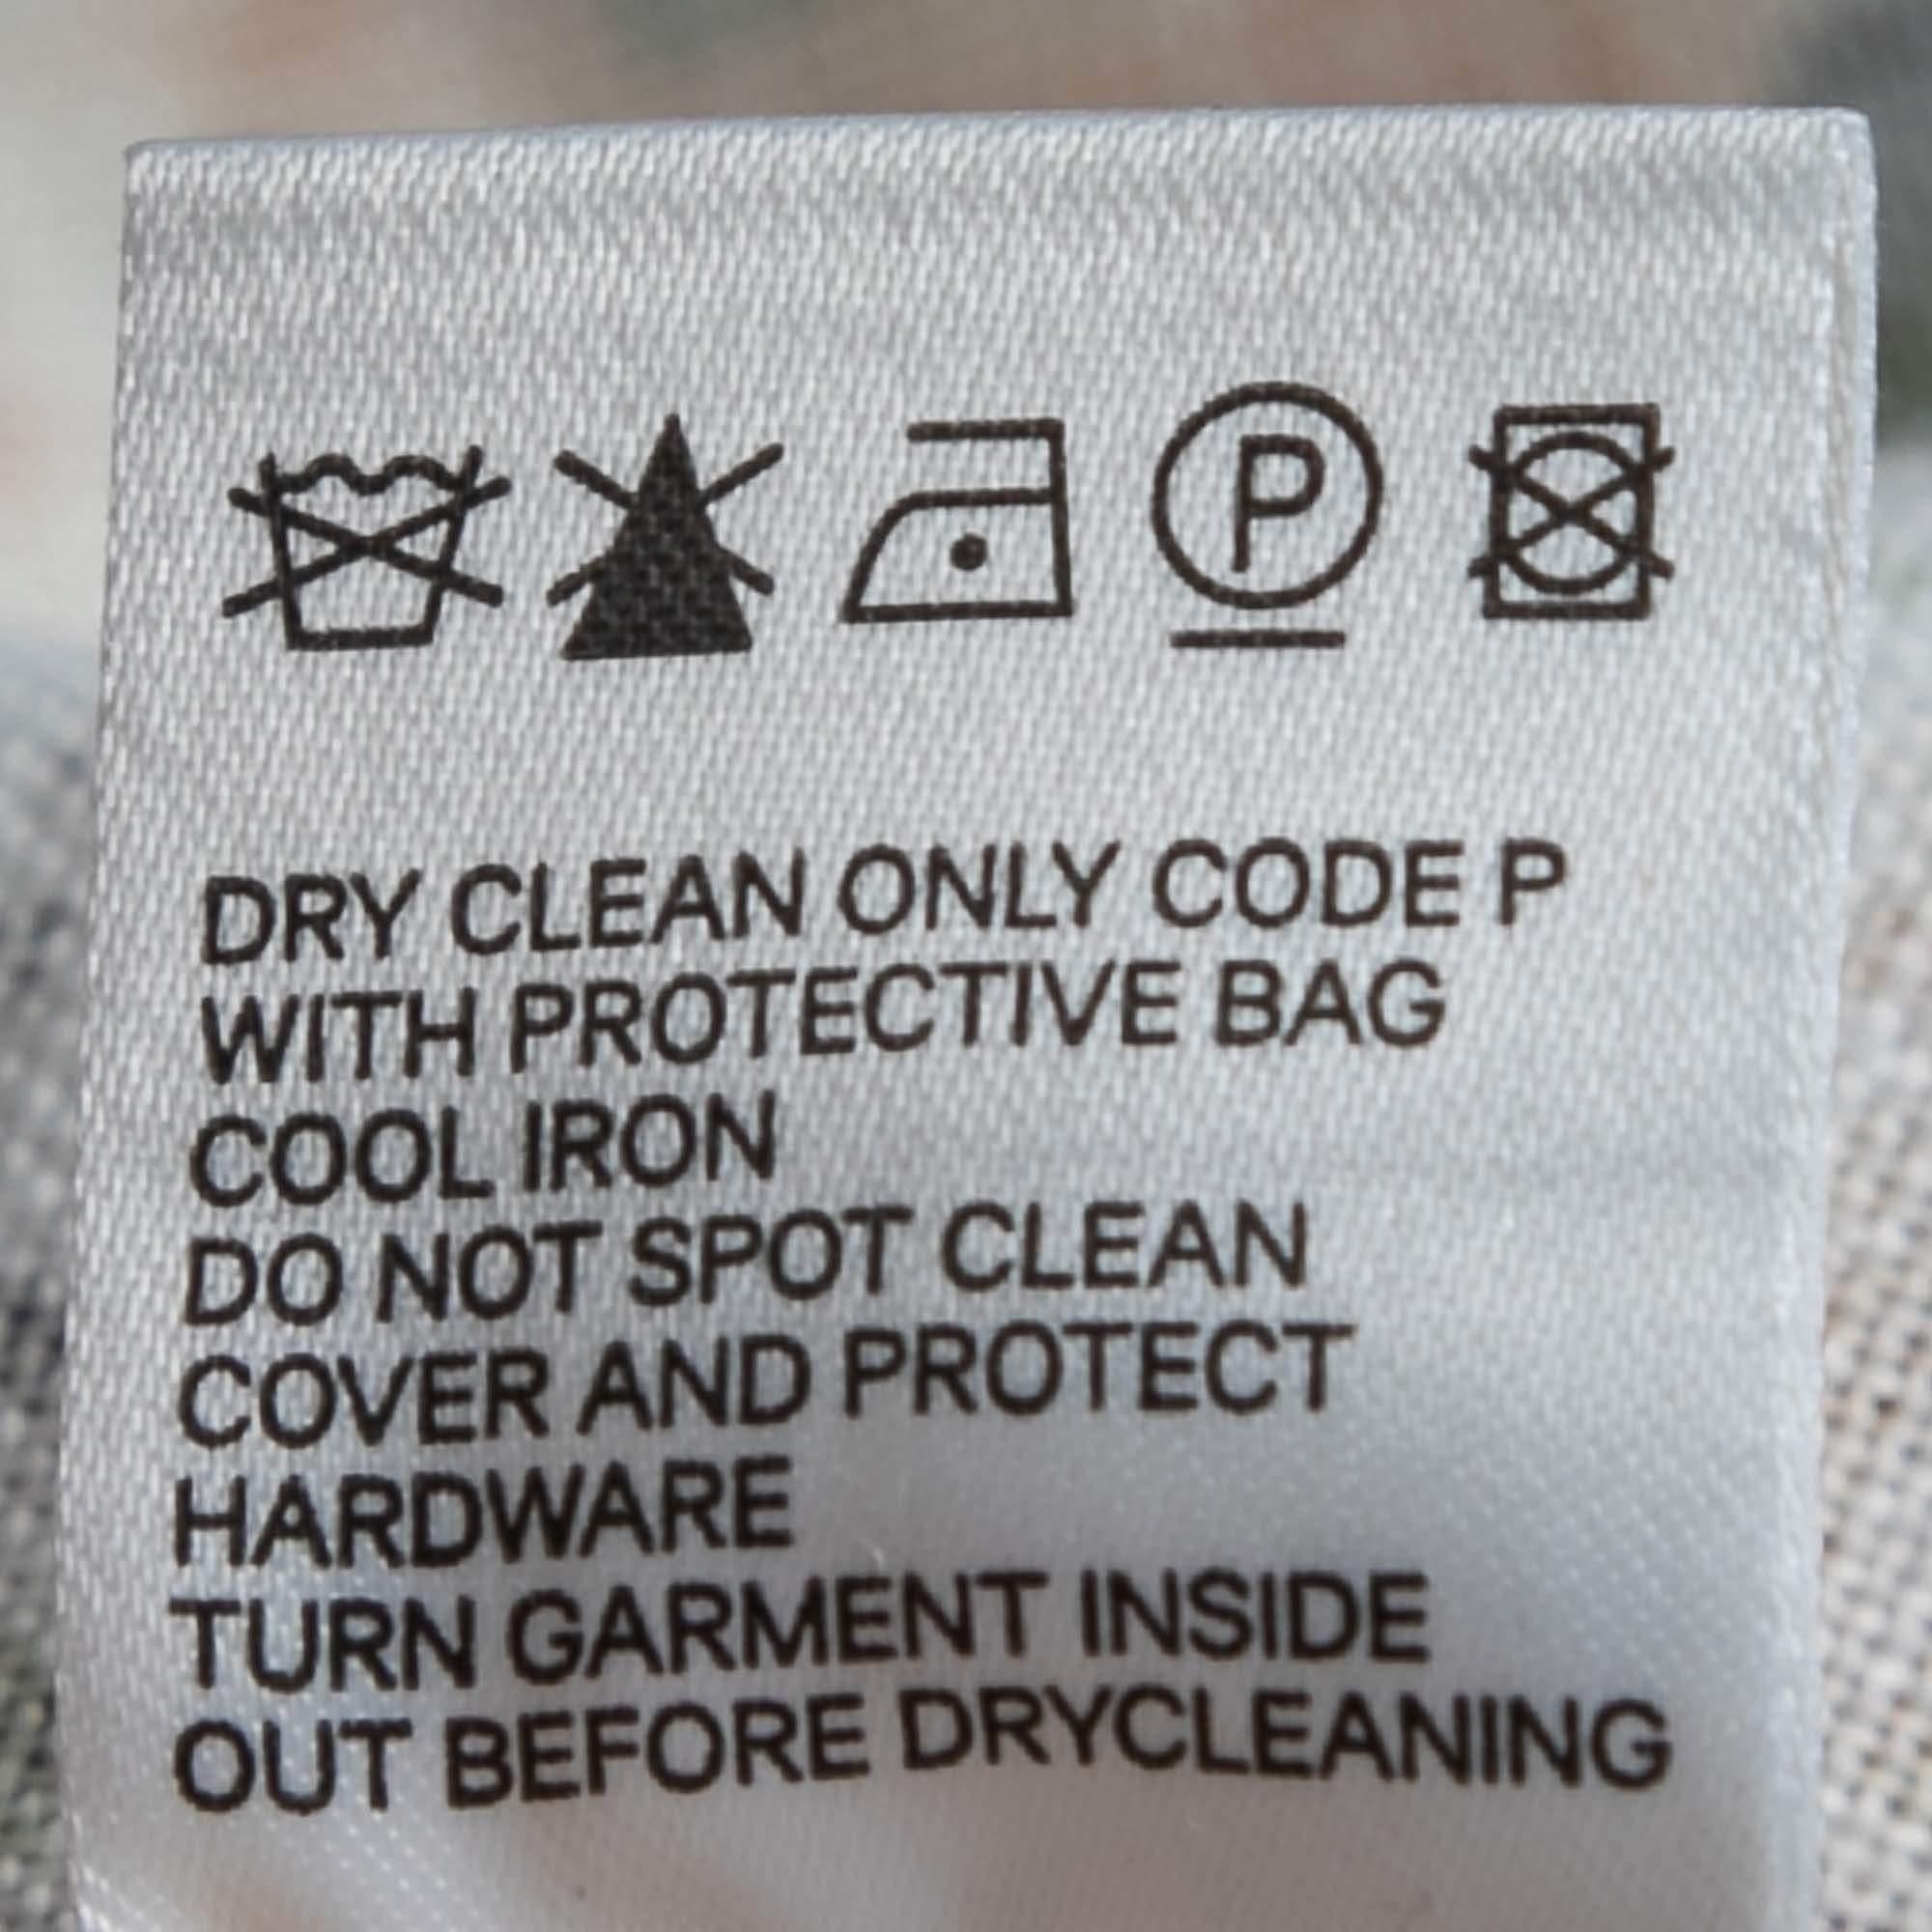 P
DRY CLEAN ONLY CODE P
WITH PROTECTIVE BAG
COOL IRON
DO NOT SPOT CLEAN
COVER AND PROTECT
HARDWARE
TURN GARMENT INSIDE
OUT BEFORE DRYCLEANING